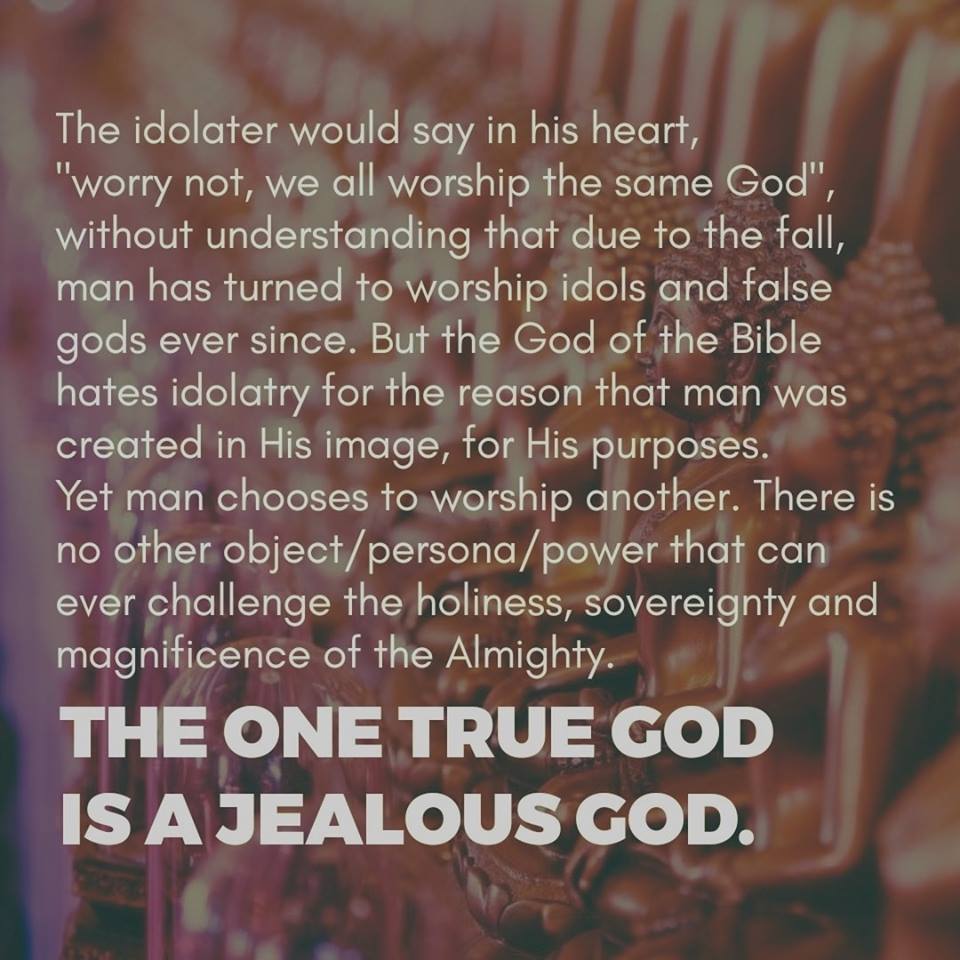 The idolater would say in his heart,
"worry not, we all worship the same God",
without understanding that due to the fall,
man has turned to worship idols and false
gods ever since. But the God of the Bible
hates idolatry for the reason that man was
created in His image, for His purposes.
Yet man chooses to worship another. There is
no other object/persona/power that can
ever challenge the holiness, sovereignty and
magnificence of the Almighty.
THE ONE TRUE GOD
IS A JEALOUS GOD.